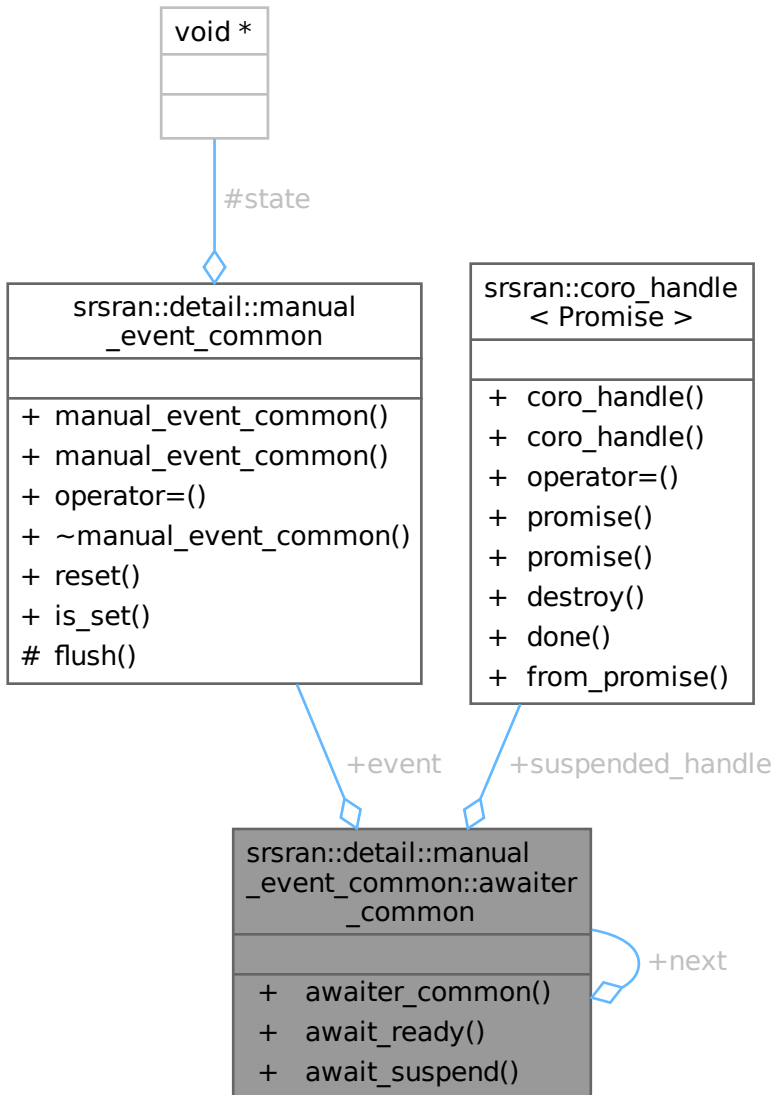 void *
#state
srsran::detail::manual
_event_common
+ manual_event_common()
+ manual_event_common()
+ operator=()
+ ~manual_event_common()
+ reset()
+ is_set()
# flush()
srsran::coro_handle
< Promise >
+ coro_handle()
+ coro_handle()
+ operator=()
+ promise()
+ promise()
+ destroy()
+ done()
+ from_promise()
+event
+suspended_handle
srsran::detail::manual
_event_common::awaiter
_common
+ awaiter_common()
+ await_ready()
+ await_suspend()
+next